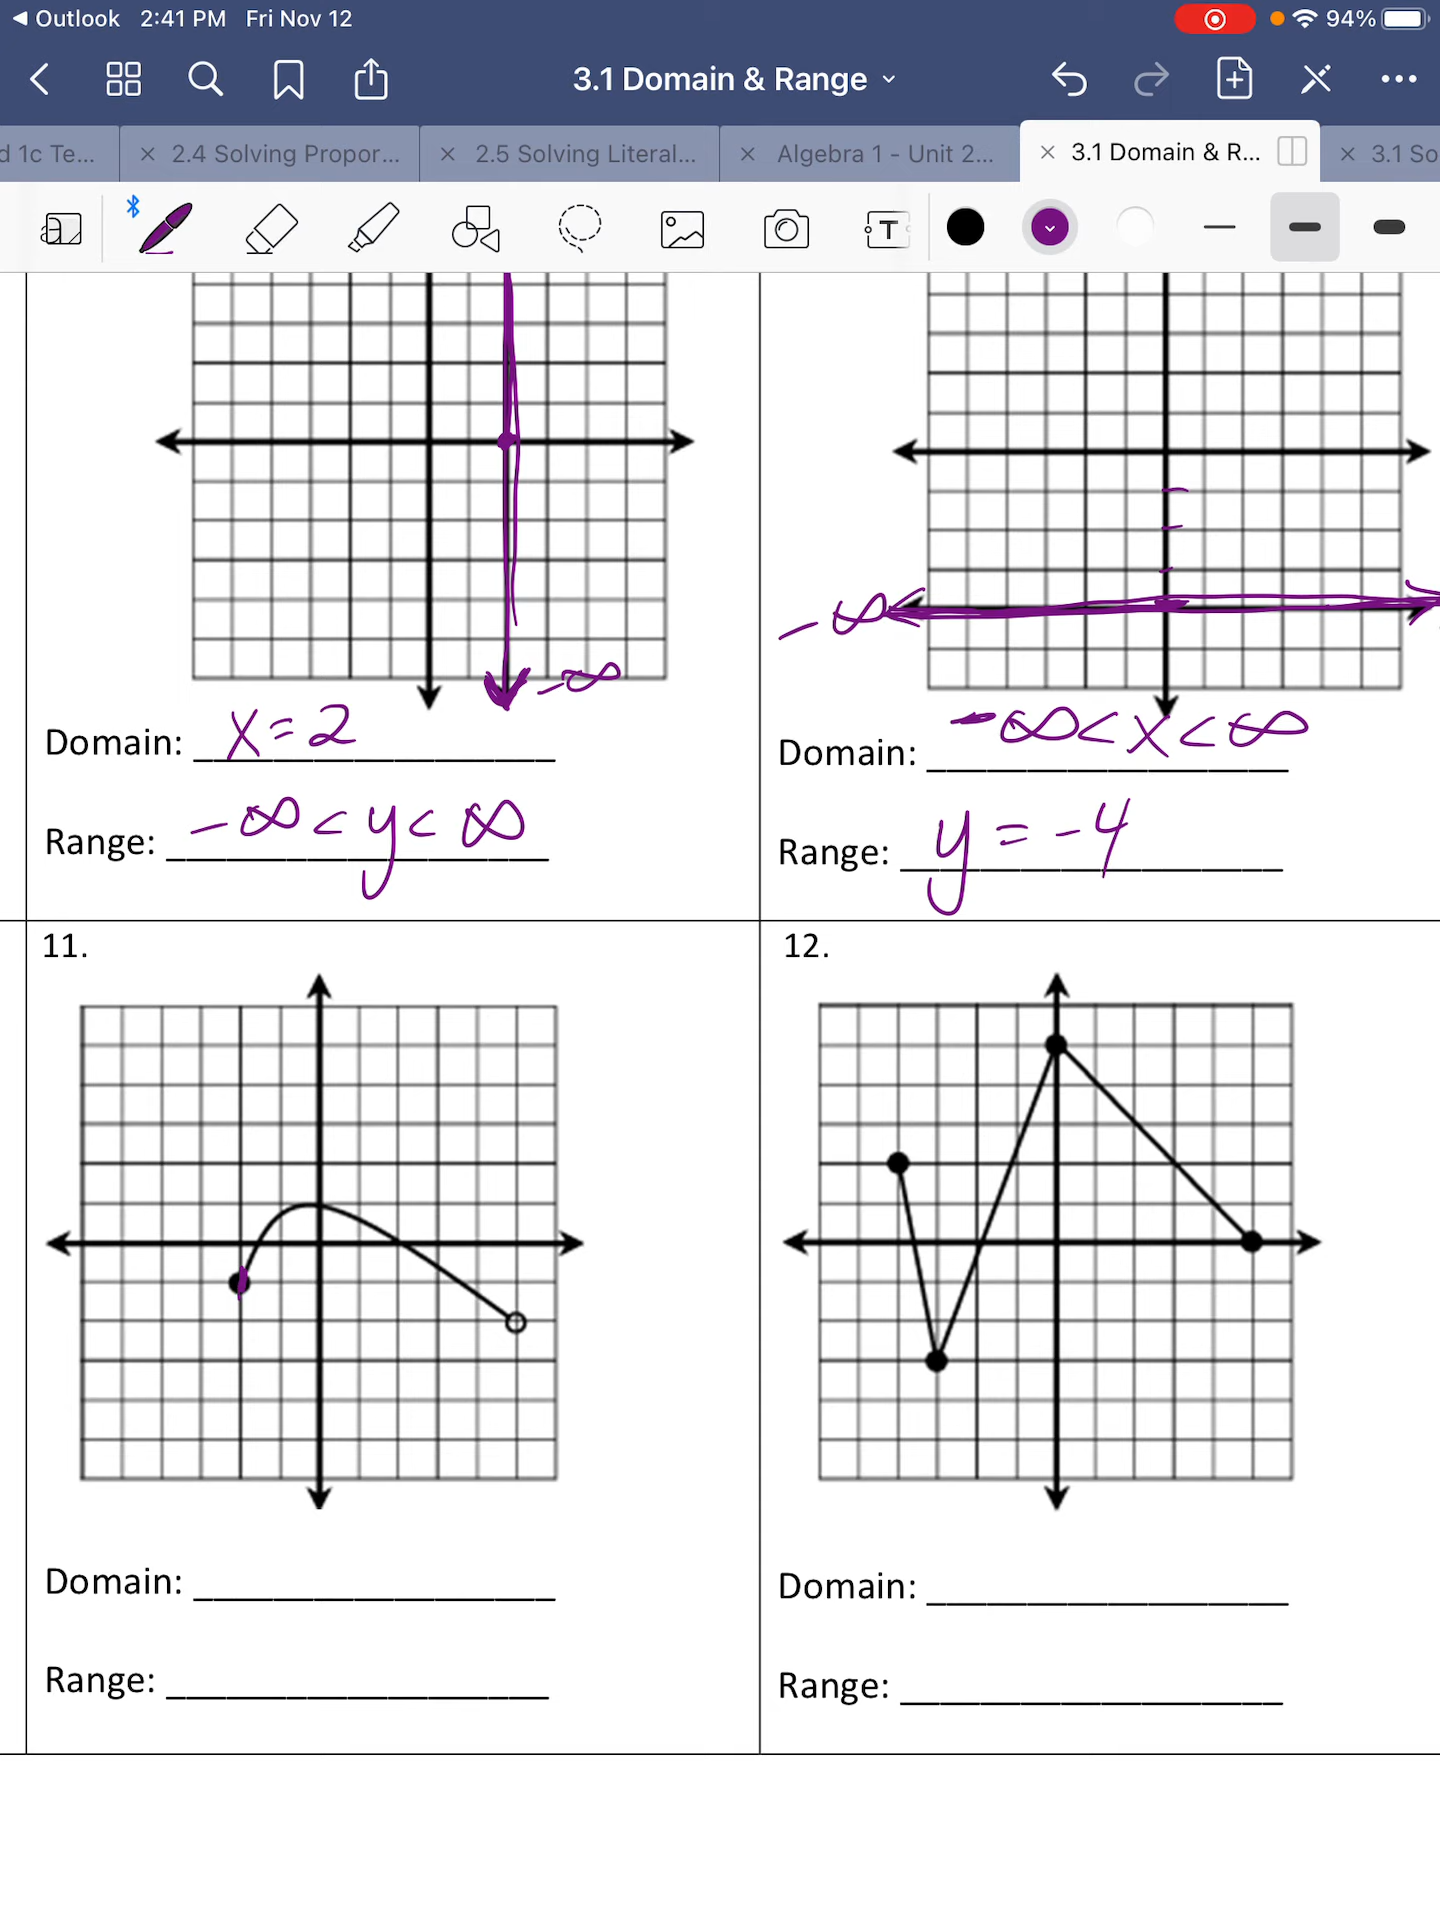 Outlook 2:41 PM Fri Nov 12 94%
3.1 Domain & Range
d 1c Te... × 2.4 Solving Propor... × 2.5 Solving Literal... × Algebra 1 - Unit 2... × 3.1 Domain & R... × 3.1 So
a T
-∞
-∞
Domain: x=2
Range: -∞<y<∞
Domain: -∞<x<∞
Range: y=-4
11.
Domain:
Range:
12.
Domain:
Range: